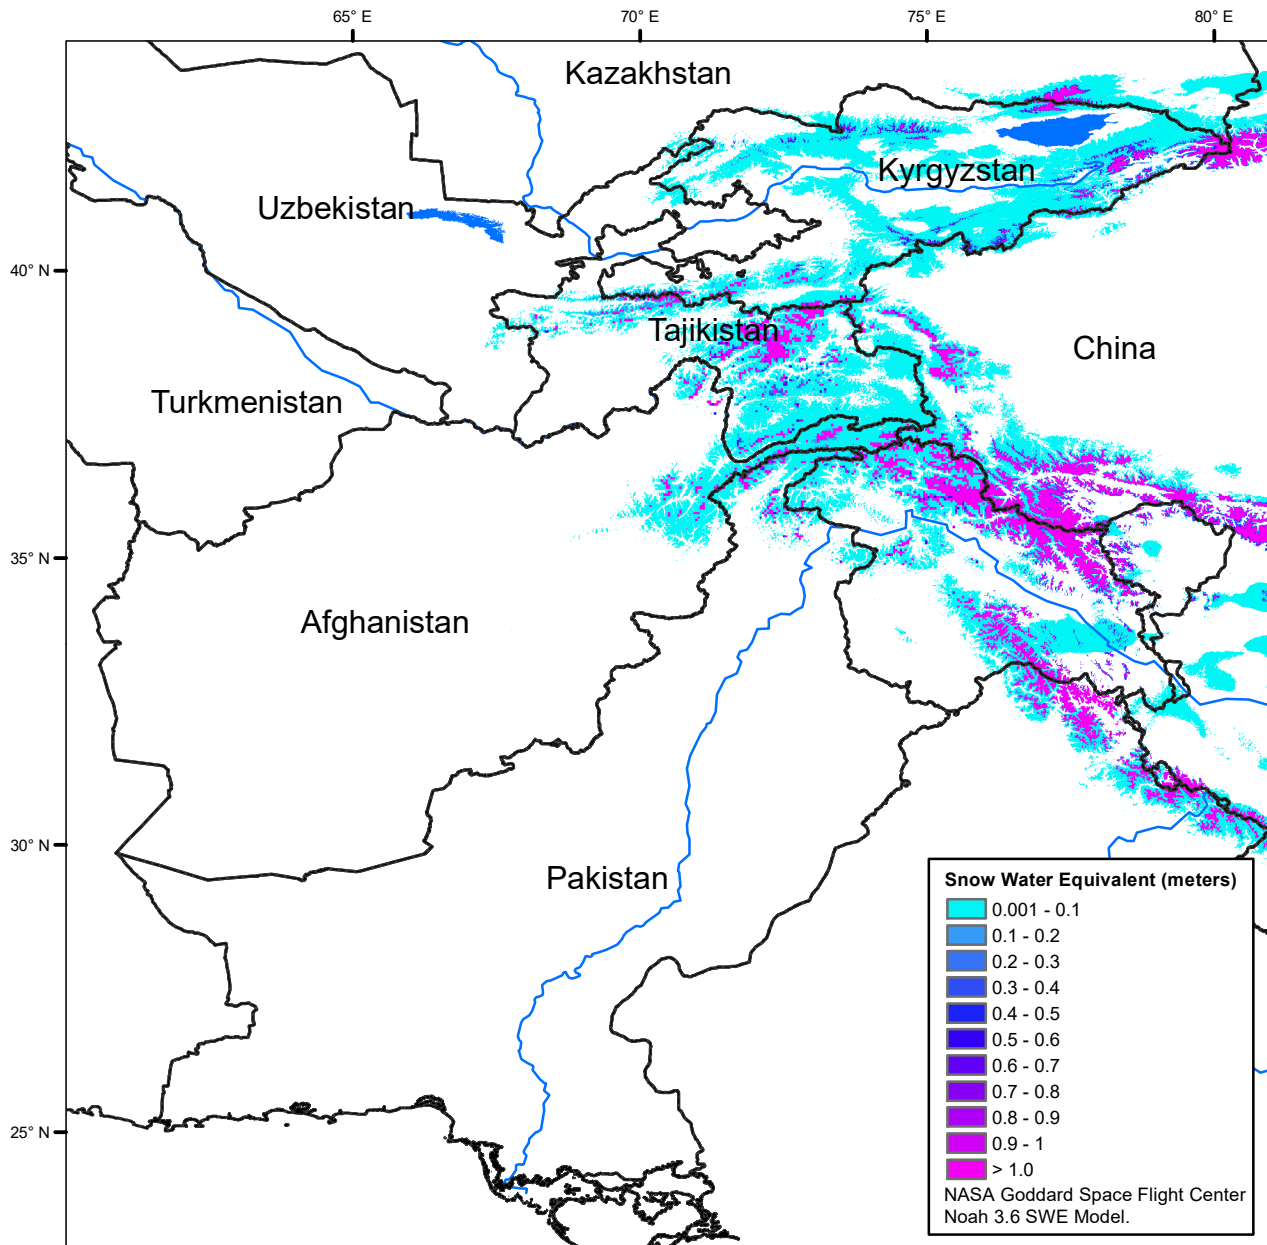 65° E
70° E
75° E
80° E
Kazakhstan
Kyrgyzstan
Uzbekistan
40° N
Tajikistan
China
Turkmenistan
35° N
Afghanistan
30° N
Pakistan
25° N
Snow Water Equivalent (meters)
0.001 - 0.1
0.1 - 0.2
0.2 - 0.3
0.3 - 0.4
0.4 - 0.5
0.5 - 0.6
0.6 - 0.7
0.7 - 0.8
0.8 - 0.9
0.9 - 1
> 1.0
NASA Goddard Space Flight Center
Noah 3.6 SWE Model.